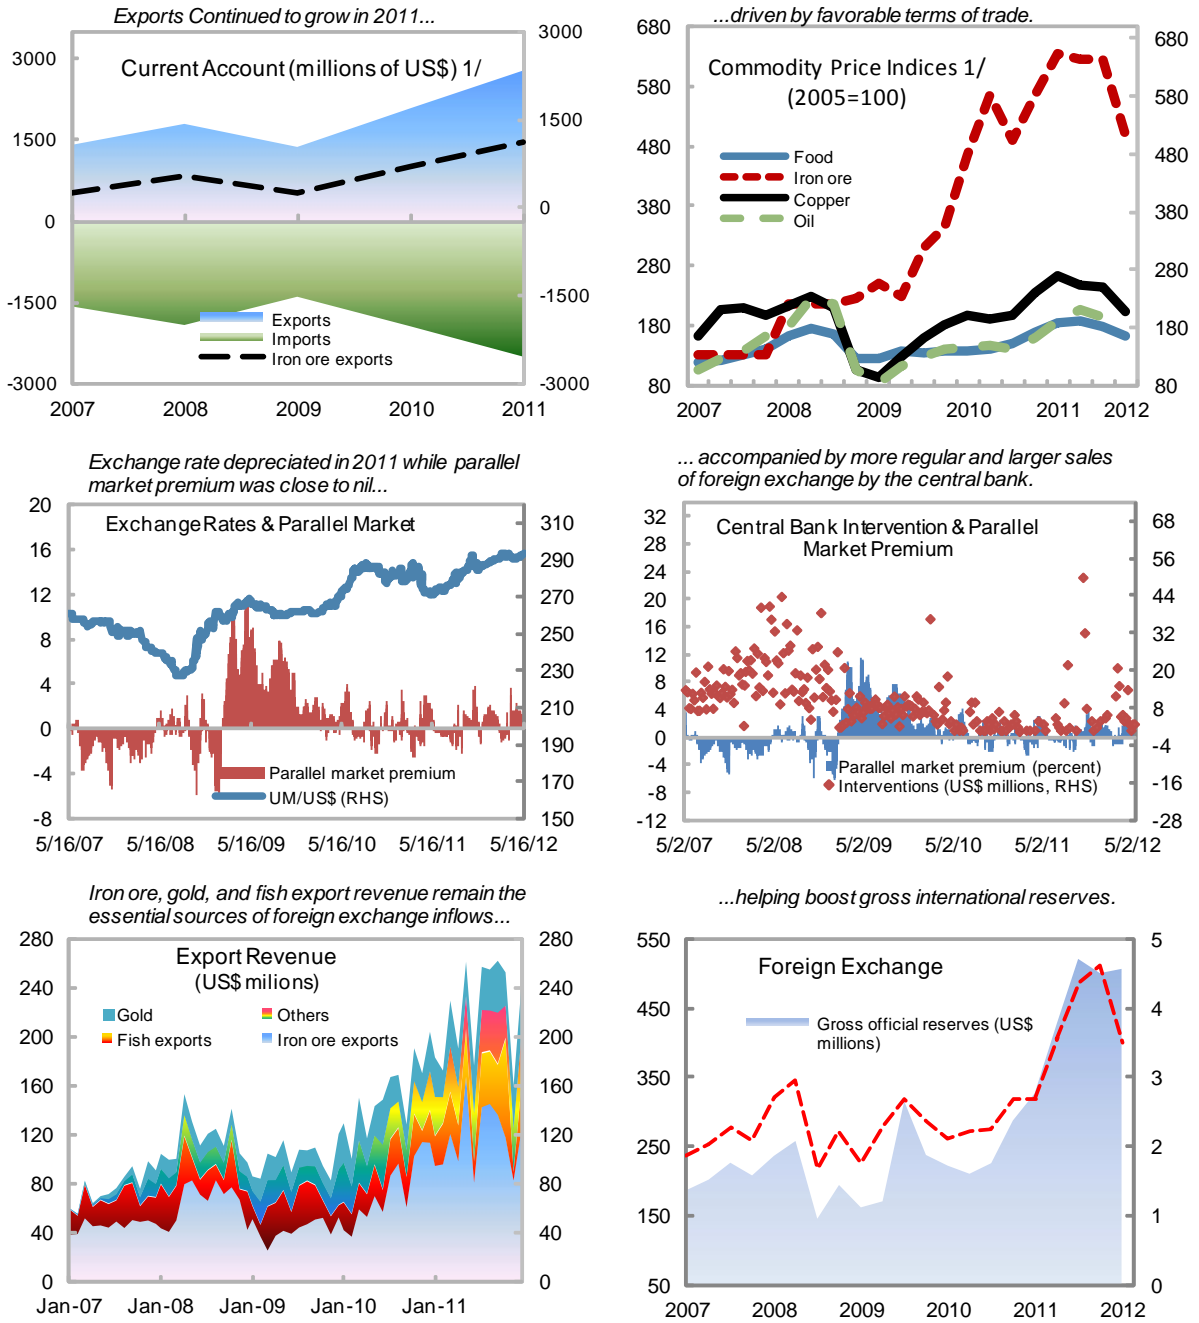 Exports Continued to grow in 2011...
3000
1500
0
-1500
-3000
3000
1500
0
-1500
-3000
Current Account (millions of US$) 1/
Exports
Imports
Iron ore exports
2007 2008 2009 2010 2011
...driven by favorable terms of trade.
680
580
480
380
280
180
80
680
580
480
380
280
180
80
Commodity Price Indices 1/
(2005=100)
Food
Iron ore
Copper
Oil
2007 2008 2009 2010 2011 2012
Exchange rate depreciated in 2011 while parallel
market premium was close to nil...
20
16
12
8
4
0
-4
-8
310
290
270
250
230
210
190
170
150
Exchange Rates & Parallel Market
Parallel market premium
UM/US$ (RHS)
5/16/07 5/16/08 5/16/09 5/16/10 5/16/11 5/16/12
... accompanied by more regular and larger sales
of foreign exchange by the central bank.
32
28
24
20
16
12
8
4
0
-4
-8
-12
68
56
44
32
20
8
-4
-16
-28
Central Bank Intervention & Parallel
Market Premium
Parallel market premium (percent)
Interventions (US$ millions, RHS)
5/2/07 5/2/08 5/2/09 5/2/10 5/2/11 5/2/12
Iron ore, gold, and fish export revenue remain the
essential sources of foreign exchange inflows...
280
240
200
160
120
80
40
0
280
240
200
160
120
80
40
0
Export Revenue
(US$ milions)
Gold
Others
Fish exports
Iron ore exports
Jan-07 Jan-08 Jan-09 Jan-10 Jan-11
...helping boost gross international reserves.
550
450
350
250
150
50
5
4
3
2
1
0
Foreign Exchange
Gross official reserves (US$
millions)
2007 2008 2009 2010 2011 2012